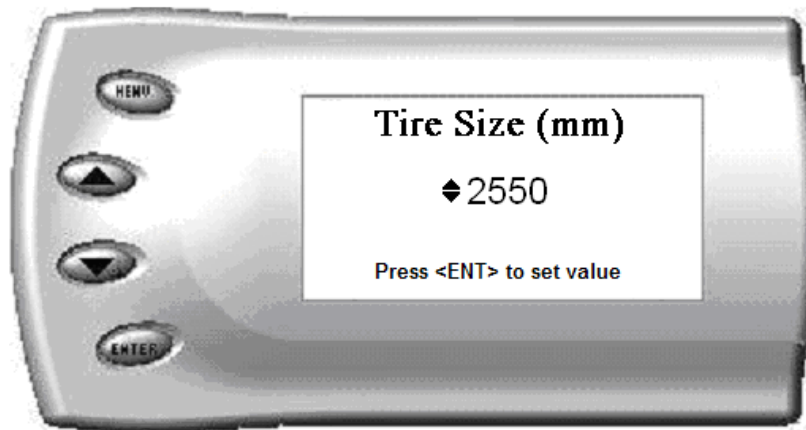 MENU
Tire Size (mm)
2550
Press <ENT> to set value
ENTER